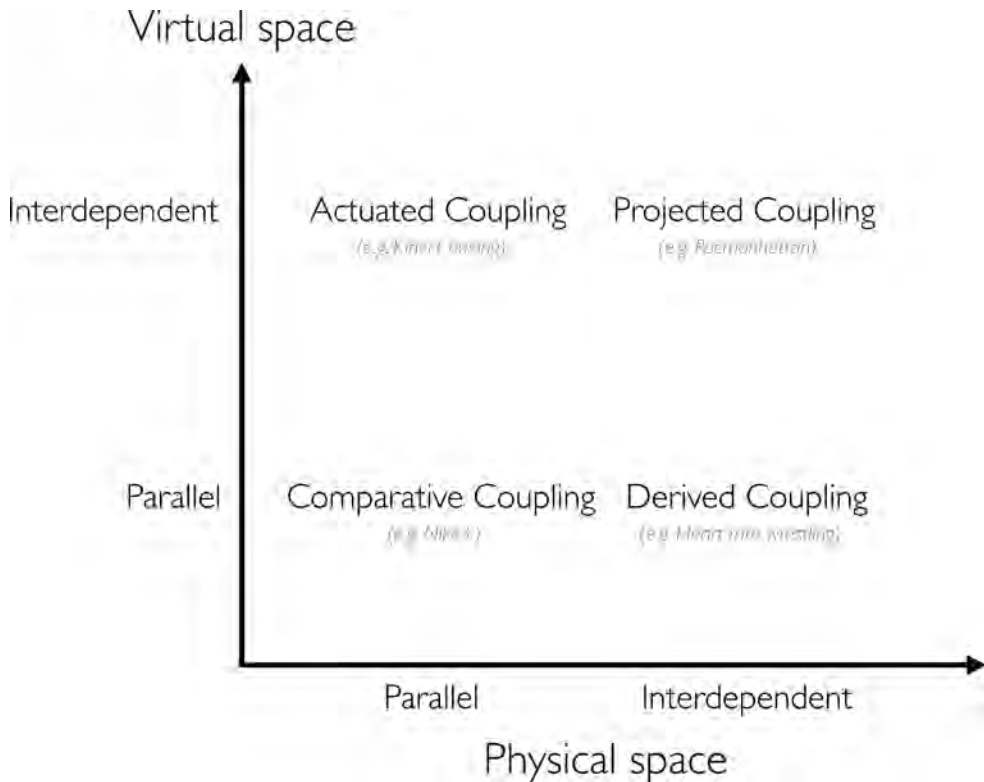 Virtual space
Interdependent
Actuated Coupling
Projected Coupling
(e.g.
(e.g.
Parallel
Comparative Coupling
Derived Coupling
(e.g.
(e.g.
Parallel
Interdependent
Physical space